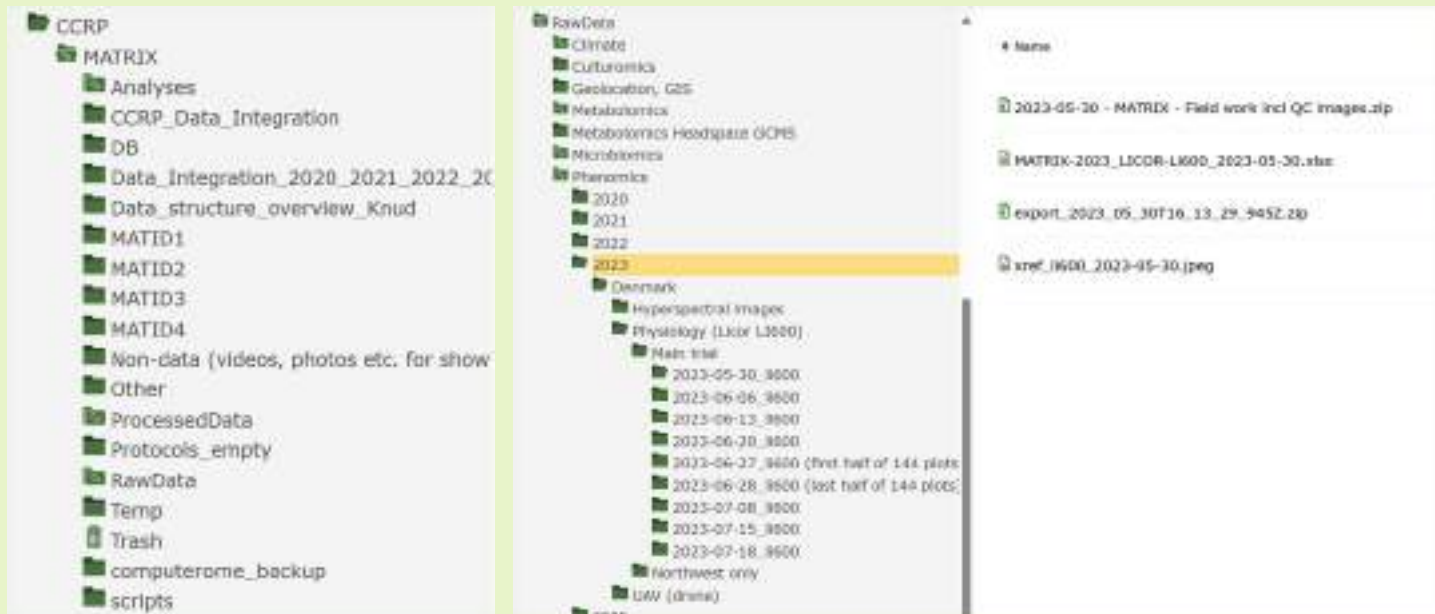 CCRP
MATRIX
Analyses
CCRP_Data_Integration
DB
Data_Integration_2020_2021_2022_20
Data_structure_overview_Knud
MATID1
MATID2
MATID3
MATID4
Non-data (videos, photos etc. for show
Other
ProcessedData
Protocols_empty
RawData
Temp
Trash
computerome_backup
scripts
RawData
Climate
Culturomics
Geolocation, GIS
Metabolomics
Metabolomics Headspace GCMS
Microbiomics
Phenomics
2020
2021
2022
2023
Denmark
Hyperspectral images
Physiology (Licor LI600)
Main trial
2023-05-30_li600
2023-06-06_li600
2023-06-13_li600
2023-06-20_li600
2023-06-27_li600 (first half of 144 plots
2023-06-28_li600 (last half of 144 plots)
2023-07-08_li600
2023-07-15_li600
2023-07-18_li600
Northwest only
UAV (drone)
Name
2023-05-30 - MATRIX - Field work incl QC images.zip
MATRIX-2023_LICOR-LI600_2023-05-30.xlsx
export_2023_05_30T16_13_29_945Z.zip
xref_li600_2023-05-30.jpeg